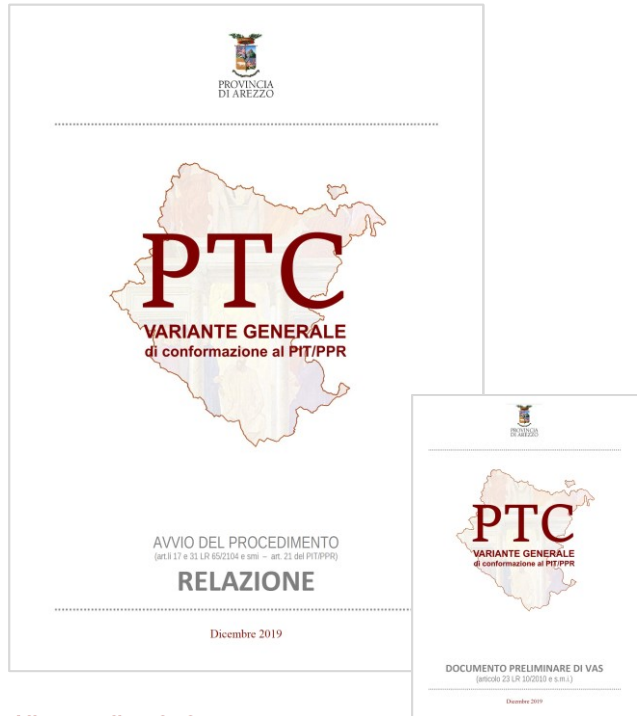 PROVINCIA
DI AREZZO
PTC
VARIANTE GENERALE
di conformazione al PIT/PPR
AVVIO DEL PROCEDIMENTO
(art.li 17 e 31 LR 65/2104 e smi – art. 21 del PIT/PPR)
RELAZIONE
Dicembre 2019
PROVINCIA
DI AREZZO
PTC
VARIANTE GENERALE
di conformazione al PIT/PPR
DOCUMENTO PRELIMINARE DI VAS
(articolo 23 LR 10/2010 e s.m.i.)
Dicembre 2019